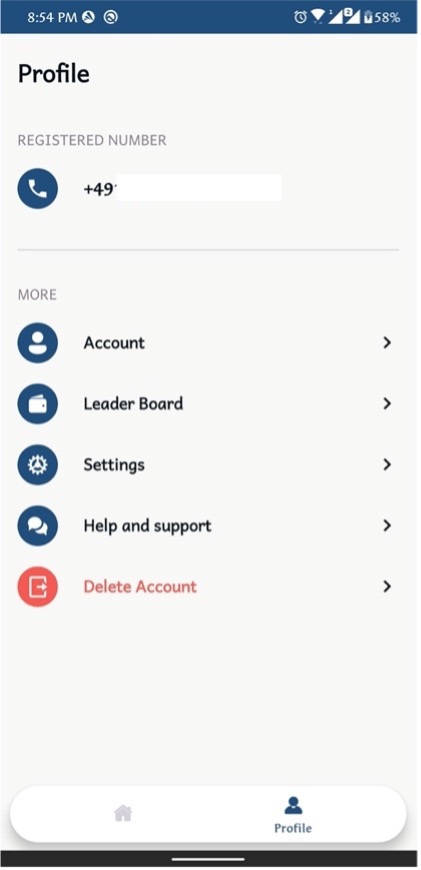 8:54 PM 58%
Profile
REGISTERED NUMBER
+49
MORE
Account
Leader Board
Settings
Help and support
Delete Account
Profile